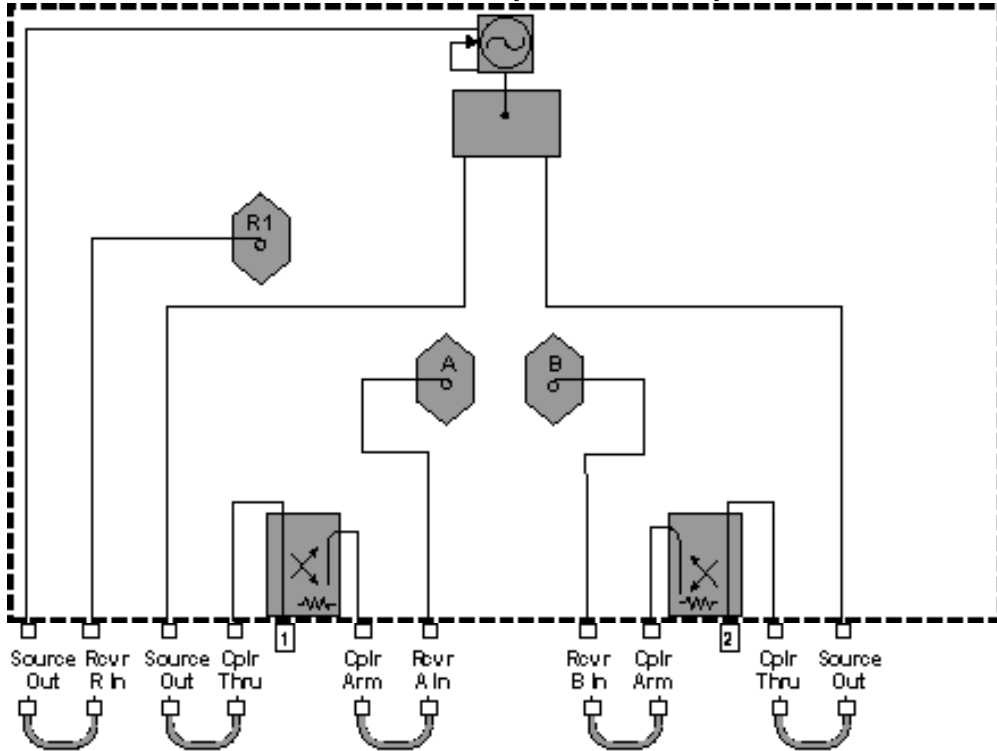 R1
A
B
1
2
Source Rcvr Source Cplr Cplr Rcvr Rcvr Cplr Cplr Source
Out R In Out Thru Arm A In B In Arm Thru Out